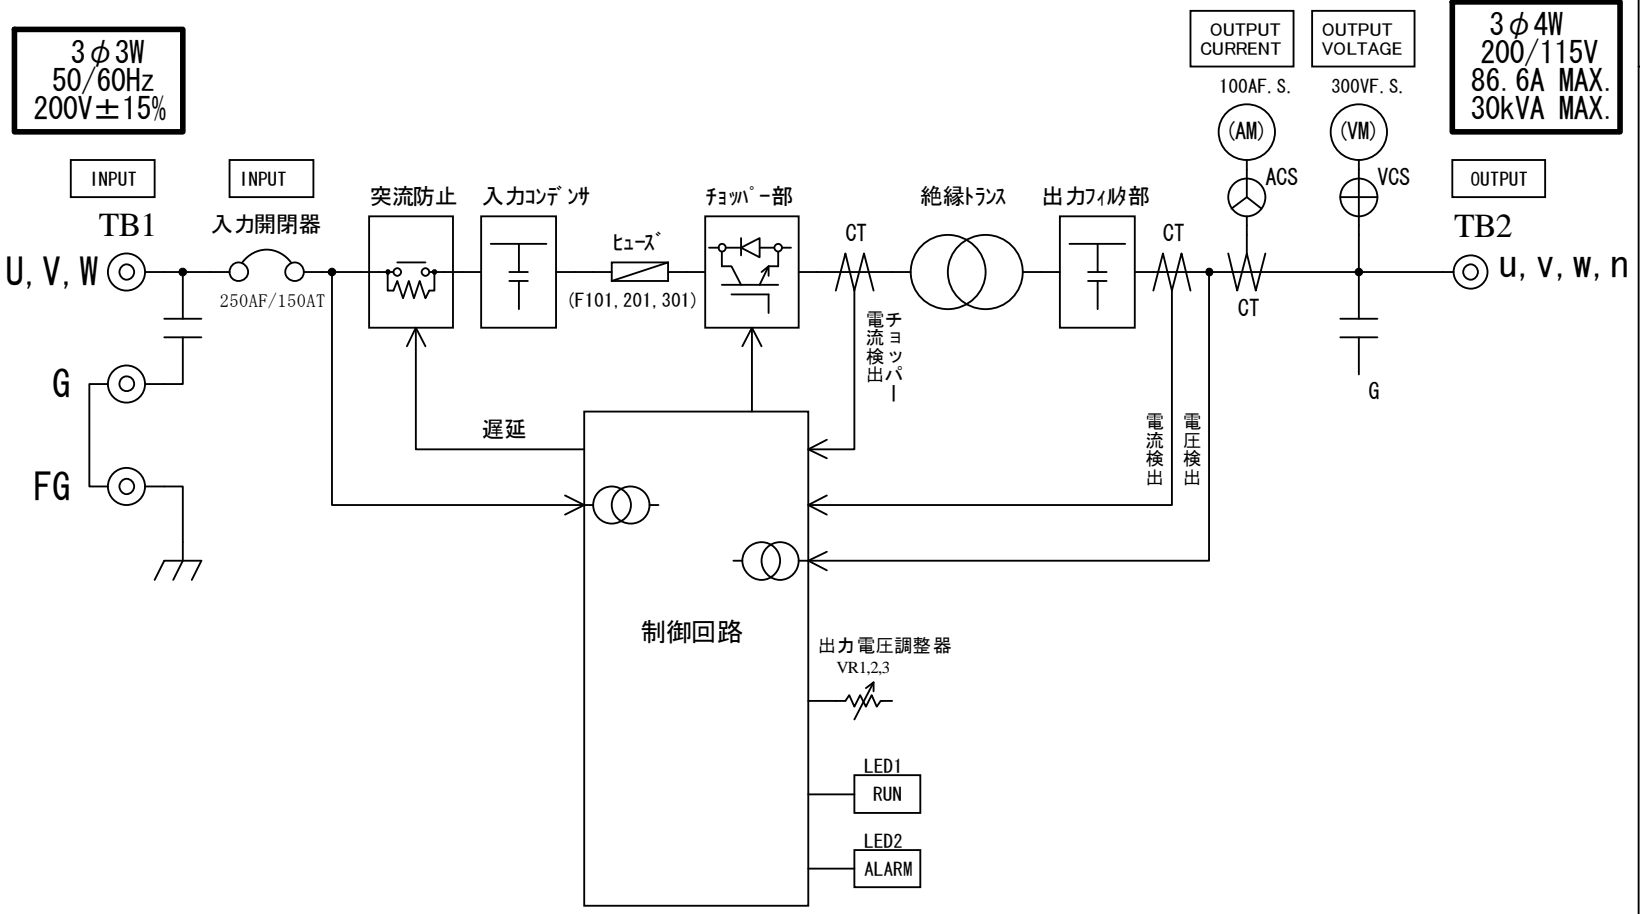 3φ3W
50/60Hz
200V±15%
INPUT
TB1
U,V,W
G
FG
INPUT
入力開閉器
250AF/150AT
突流防止
入力コンデンサ
ヒューズ
(F101,201,301)
チョッパー部
CT
チョッパー
電流検出
絶縁トランス
出力フィルタ部
CT
電流検出
電圧検出
OUTPUT
CURRENT
100AF.S.
(AM)
ACS
CT
OUTPUT
VOLTAGE
300VF.S.
(VM)
VCS
G
3φ4W
200/115V
86.6A MAX.
30kVA MAX.
OUTPUT
TB2
u,v,w,n
遅延
制御回路
出力電圧調整器
VR1,2,3
LED1
RUN
LED2
ALARM